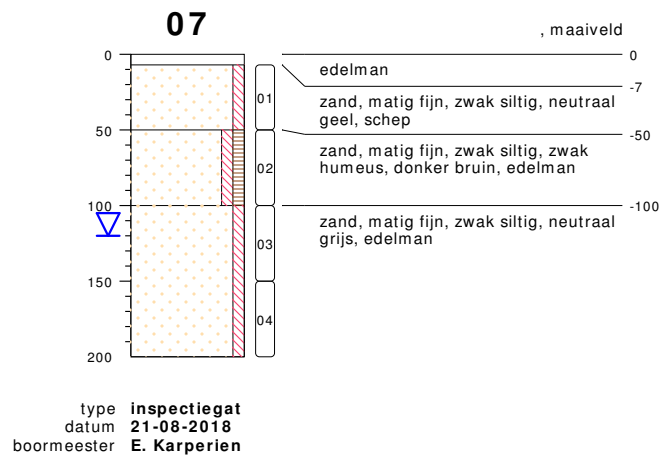 07
, maaiveld
0
0
edelman
-7
zand, matig fijn, zwak siltig, neutraal
geel, schep
01
50
-50
zand, matig fijn, zwak siltig, zwak
humeus, donker bruin, edelman
02
100
-100
zand, matig fijn, zwak siltig, neutraal
grijs, edelman
03
150
04
200
type inspectiegat
datum 21-08-2018
boormeester E. Karperien